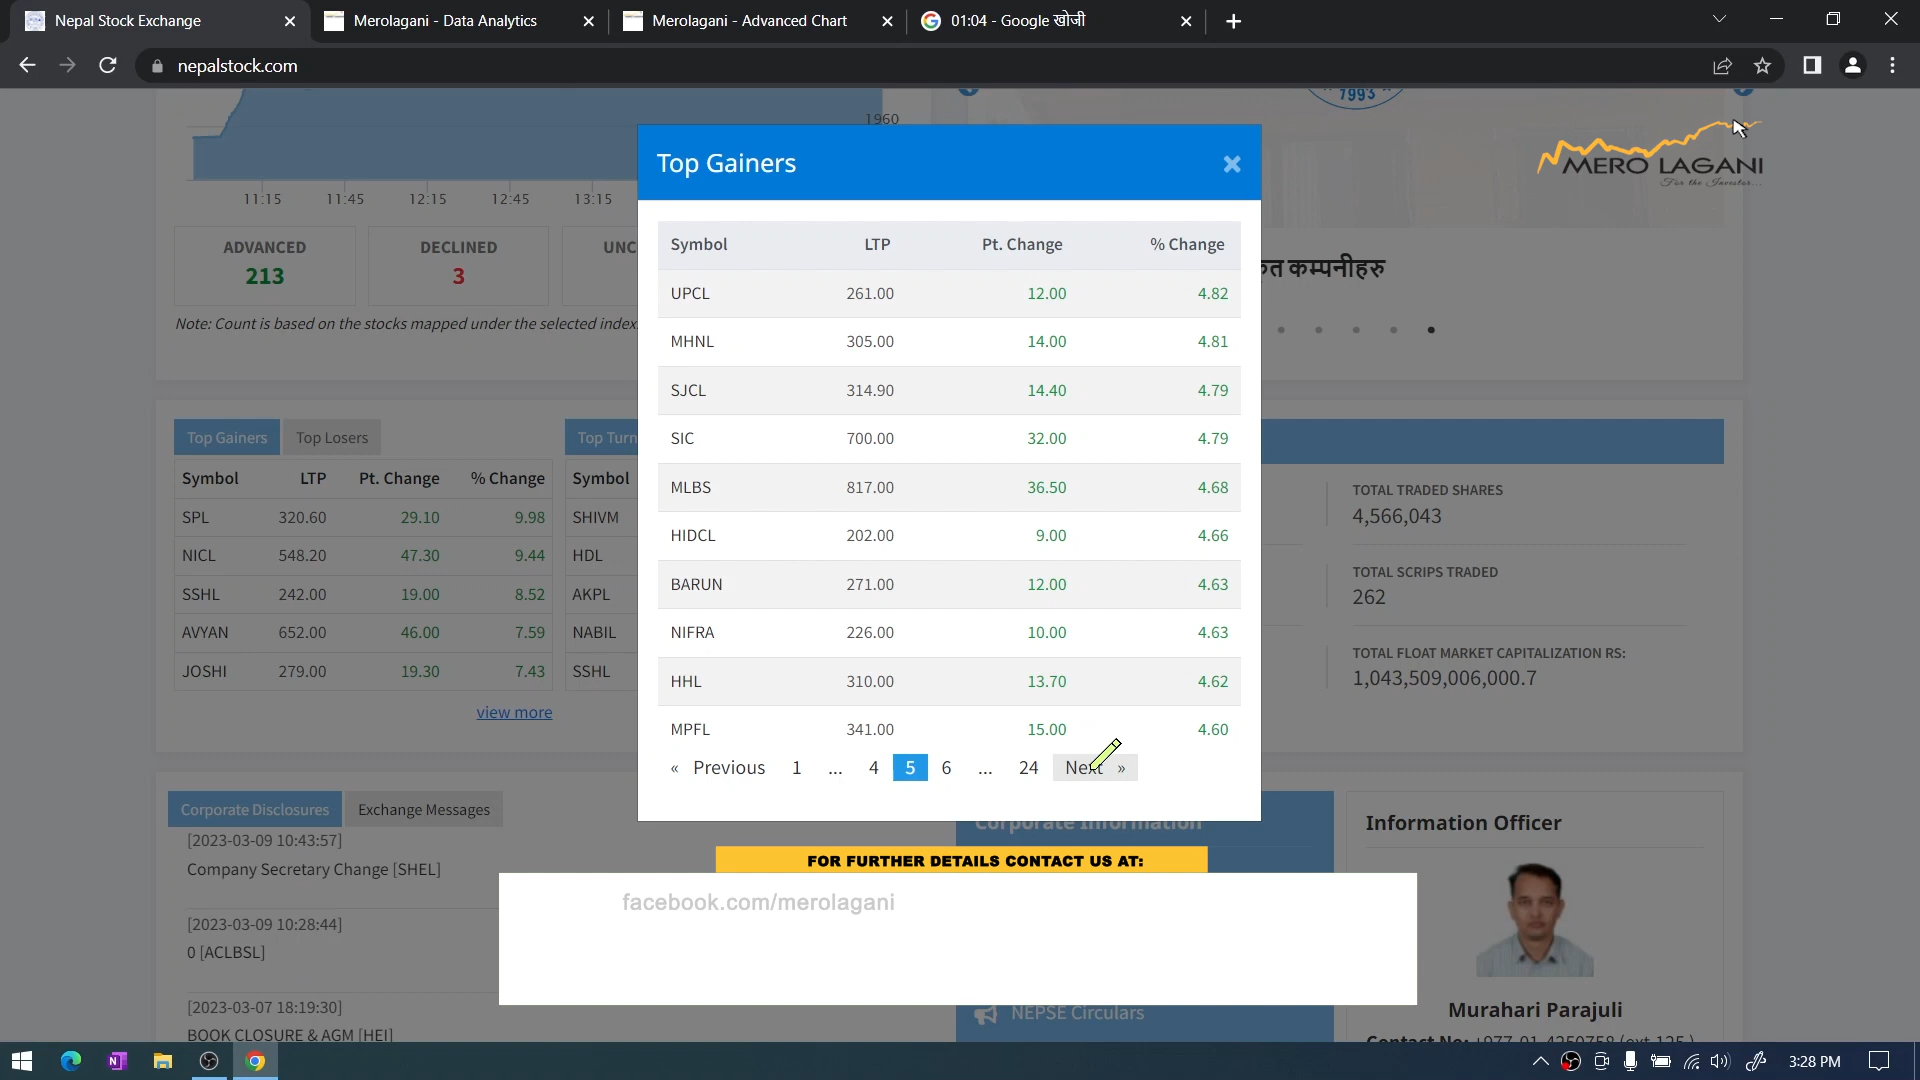 Nepal Stock Exchange
Merolagani - Data Analytics
Merolagani - Advanced Chart
01:04 - Google खोजी
nepalstock.com
1960
11:15 11:45 12:15 12:45 13:15
ADVANCED
213
DECLINED
3
UNC
Note: Count is based on the stocks mapped under the selected index.
1993
MERO LAGANI
For the Investor...
त कम्पनीहरु
Top Gainers
Symbol LTP Pt. Change % Change
UPCL 261.00 12.00 4.82
MHNL 305.00 14.00 4.81
SJCL 314.90 14.40 4.79
SIC 700.00 32.00 4.79
MLBS 817.00 36.50 4.68
HIDCL 202.00 9.00 4.66
BARUN 271.00 12.00 4.63
NIFRA 226.00 10.00 4.63
HHL 310.00 13.70 4.62
MPFL 341.00 15.00 4.60
« Previous 1 ... 4 5 6 ... 24 Next »
Top Gainers Top Losers
Symbol LTP Pt. Change % Change
SPL 320.60 29.10 9.98
NICL 548.20 47.30 9.44
SSHL 242.00 19.00 8.52
AVYAN 652.00 46.00 7.59
JOSHI 279.00 19.30 7.43
view more
Top Turn
Symbol
SHIVM
HDL
AKPL
NABIL
SSHL
TOTAL TRADED SHARES
4,566,043
TOTAL SCRIPS TRADED
262
TOTAL FLOAT MARKET CAPITALIZATION RS:
1,043,509,006,000.7
Corporate Disclosures Exchange Messages
[2023-03-09 10:43:57]
Company Secretary Change [SHEL]
[2023-03-09 10:28:44]
0 [ACLBSL]
[2023-03-07 18:19:30]
BOOK CLOSURE & AGM [HEI]
Corporate Information
NEPSE Circulars
FOR FURTHER DETAILS CONTACT US AT:
facebook.com/merolagani
Information Officer
Murahari Parajuli
Contact No: +977-01-4250758 (ext-125 )
3:28 PM